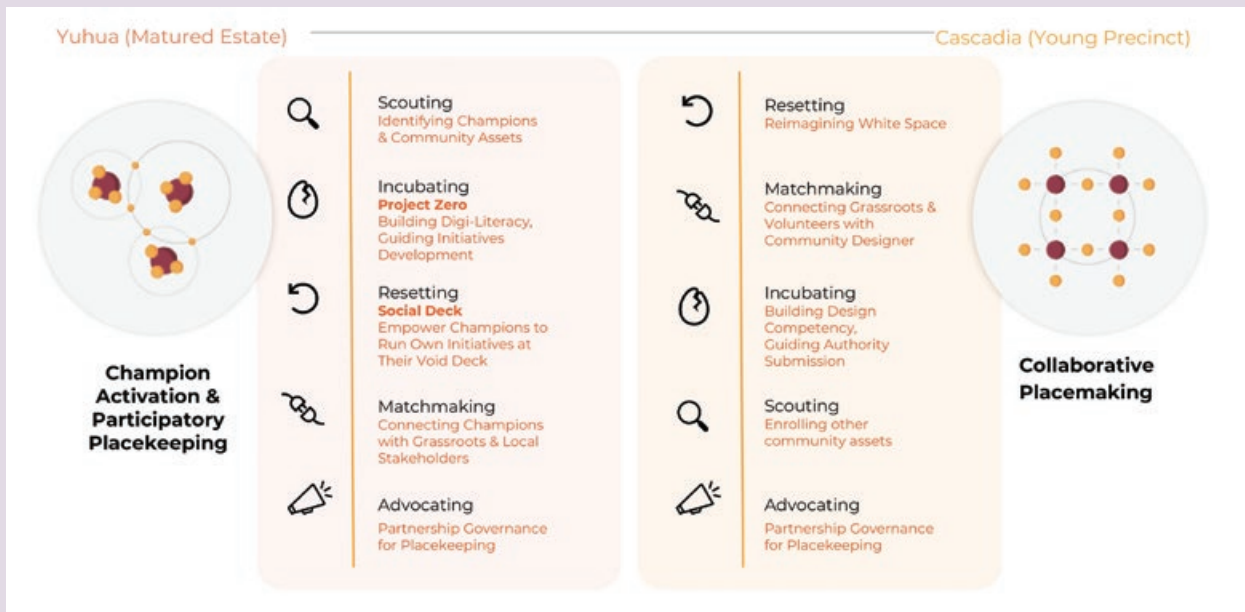 Yuhua (Matured Estate)
Cascadia (Young Precinct)
Champion
Activation &
Participatory
Placekeeping
Scouting
Identifying Champions
& Community Assets
Incubating
Project Zero
Building Digi-Literacy,
Guiding Initiatives
Development
Resetting
Social Deck
Empower Champions to
Run Own Initiatives at
Their Void Deck
Matchmaking
Connecting Champions
with Grassroots & Local
Stakeholders
Advocating
Partnership Governance
for Placekeeping
Resetting
Reimagining White Space
Matchmaking
Connecting Grassroots &
Volunteers with
Community Designer
Incubating
Building Design
Competency,
Guiding Authority
Submission
Scouting
Enrolling other
community assets
Advocating
Partnership Governance
for Placekeeping
Collaborative
Placemaking